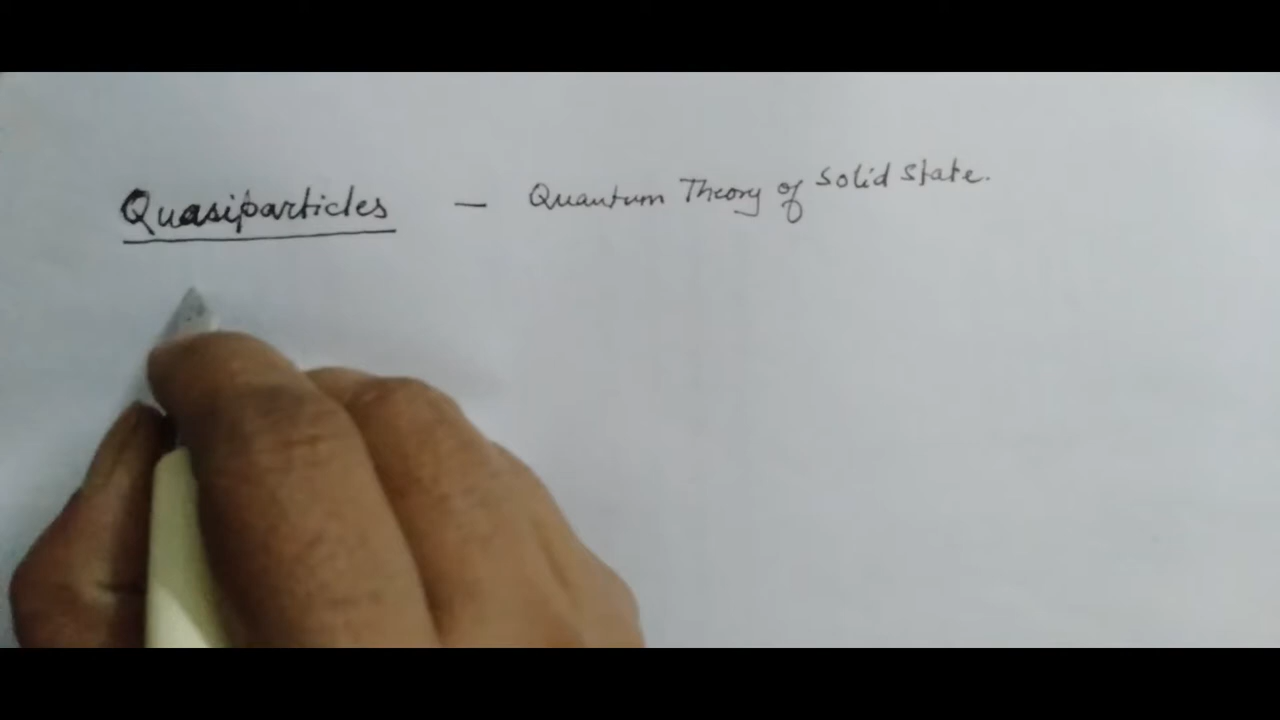 Quasiparticles — Quantum Theory of Solid State.